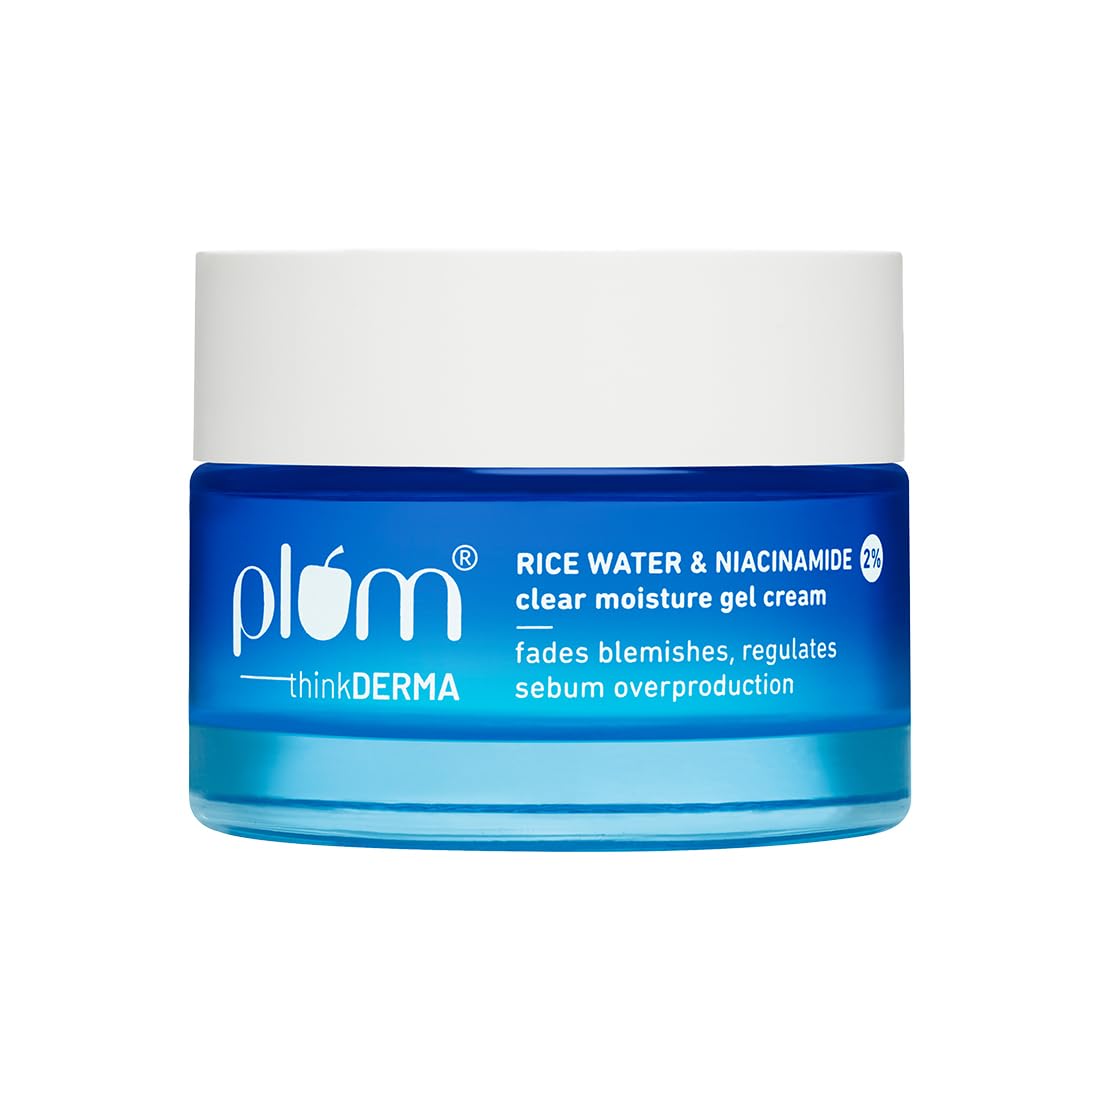 plum®
thinkDERMA
RICE WATER & NIACINAMIDE 2%
clear moisture gel cream
fades blemishes, regulates
sebum overproduction